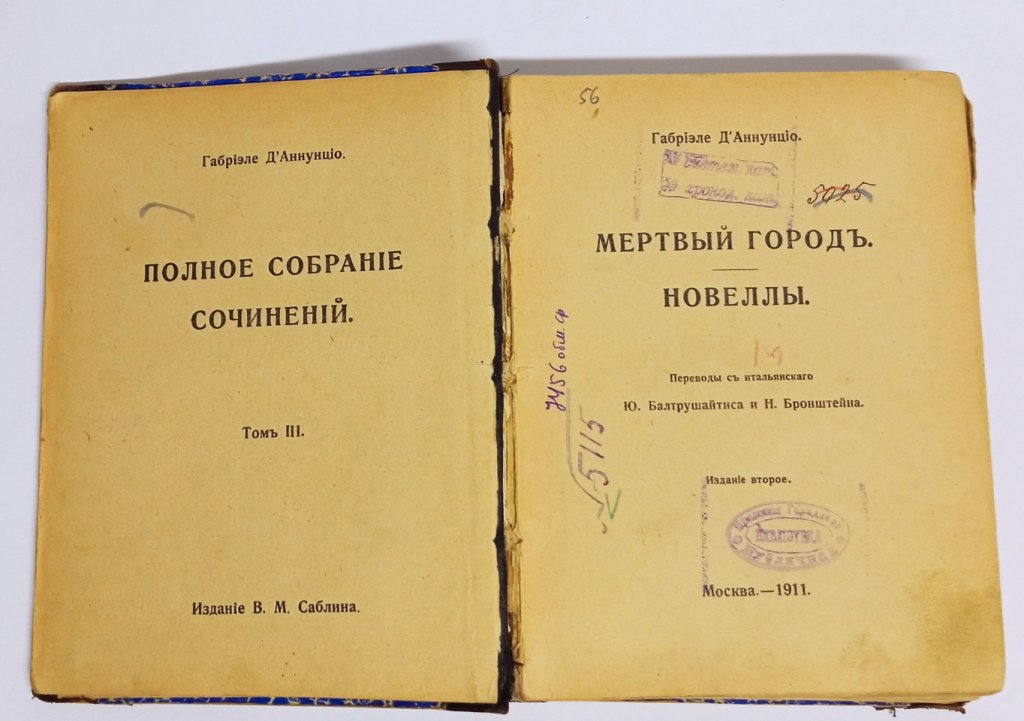 Габріэле Д'Аннунціо.
ПОЛНОЕ СОБРАНІЕ
СОЧИНЕНІЙ.
Томъ III.
Изданіе В. М. Саблина.
56
Габріэле Д'Аннунціо.
5025
МЕРТВЫЙ ГОРОДЪ.
НОВЕЛЛЫ.
Переводы съ итальянскаго
Ю. Балтрушайтиса и Н. Бронштейна.
5115
Изданіе второе.
Москва.—1911.